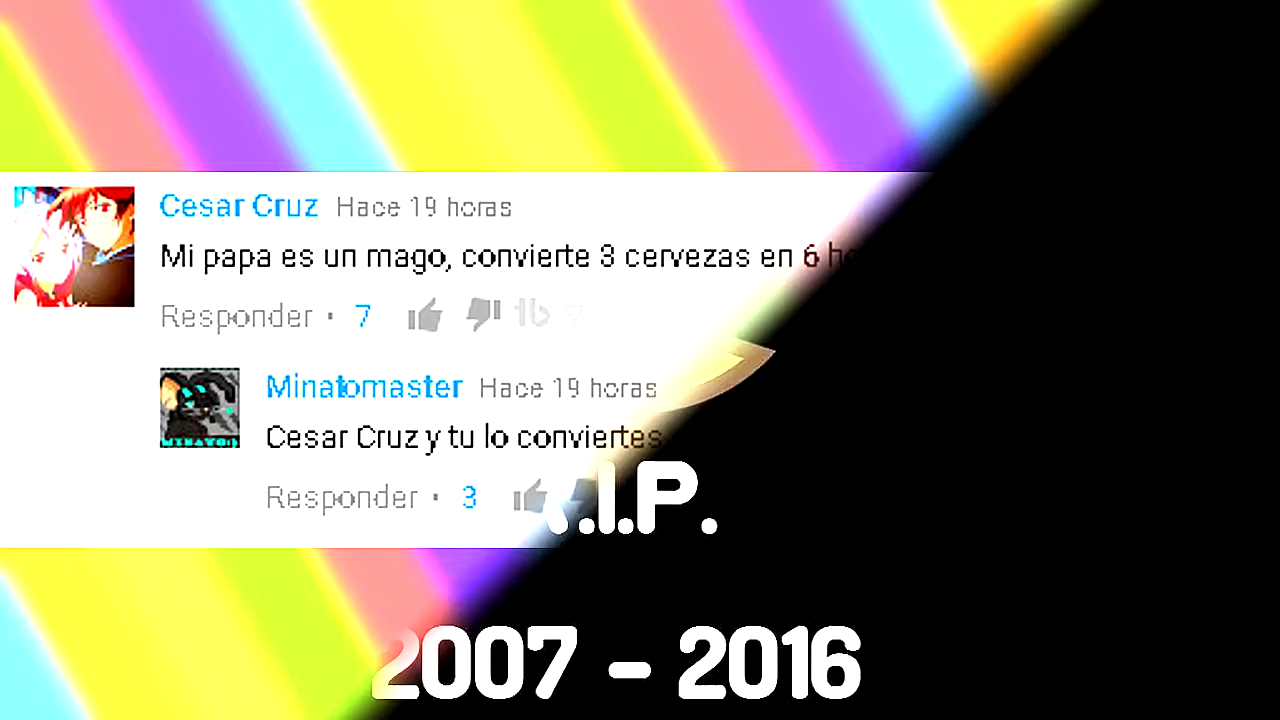 Cesar Cruz Hace 19 horas
Mi papa es un mago, convierte 3 cervezas en 6
Responder · 7
Minatomaster Hace 19 horas
Cesar Cruz y tu lo conviertes
Responder · 3
.I.P.
2007 - 2016